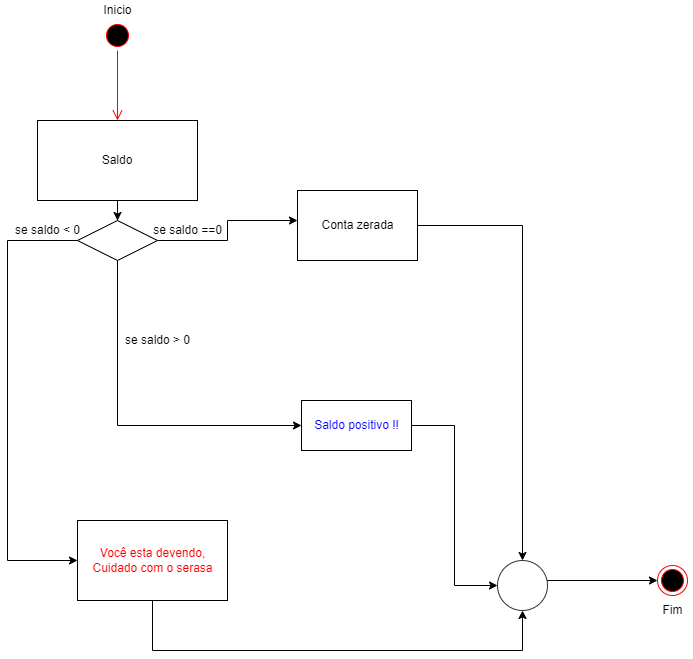 Inicio
Saldo
se saldo < 0
se saldo ==0
Conta zerada
se saldo > 0
Saldo positivo !!
Você esta devendo,
Cuidado com o serasa
Fim